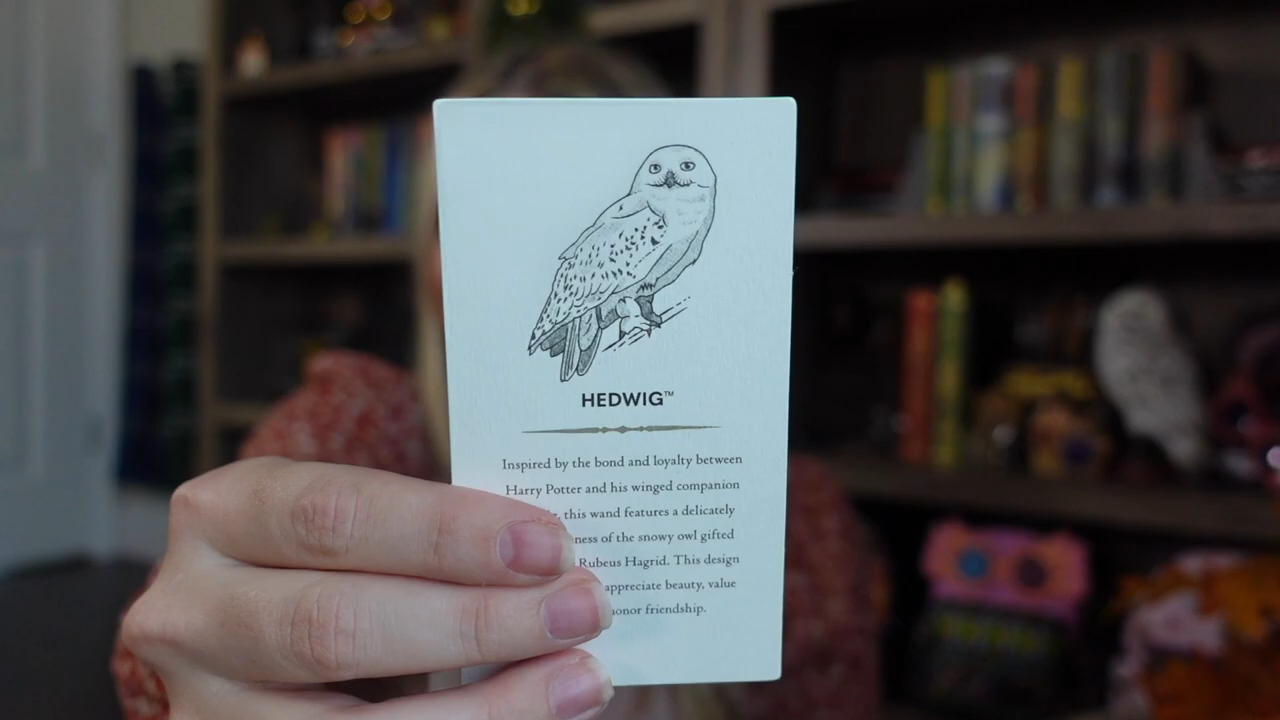 HEDWIG™
Inspired by the bond and loyalty between
Harry Potter and his winged companion
this wand features a delicately
ness of the snowy owl gifted
Rubeus Hagrid. This design
appreciate beauty, value
honor friendship.